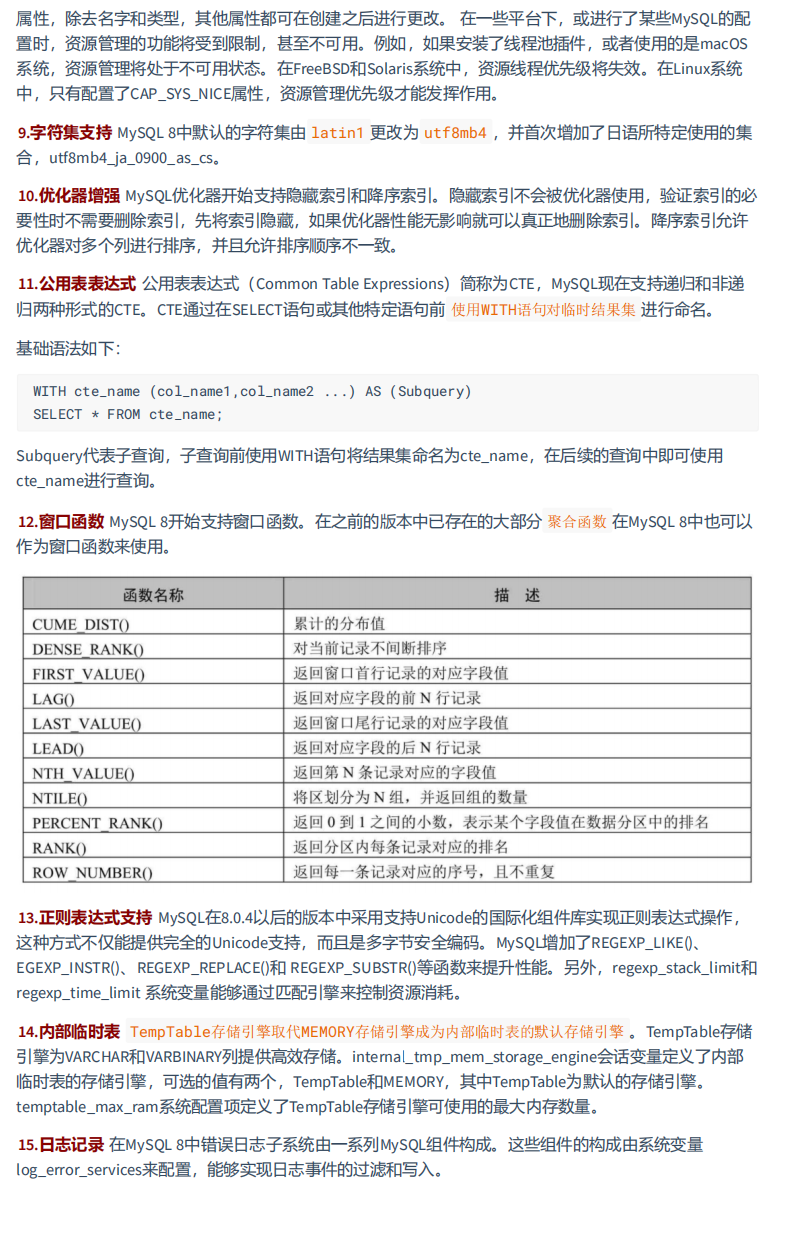 属性，除去名字和类型，其他属性都可在创建之后进行更改。 在一些平台下，或进行了某些MySQL的配
置时，资源管理的功能将受到限制，甚至不可用。例如，如果安装了线程池插件，或者使用的是macOS
系统，资源管理将处于不可用状态。在FreeBSD和Solaris系统中，资源线程优先级将失效。在Linux系统
中，只有配置了CAP_SYS_NICE属性，资源管理优先级才能发挥作用。
9.字符集支持 MySQL 8中默认的字符集由 latin1 更改为 utf8mb4 ，并首次增加了日语所特定使用的集
合，utf8mb4_ja_0900_as_cs。
10.优化器增强 MySQL优化器开始支持隐藏索引和降序索引。隐藏索引不会被优化器使用，验证索引的必
要性时不需要删除索引，先将索引隐藏，如果优化器性能无影响就可以真正地删除索引。降序索引允许
优化器对多个列进行排序，并且允许排序顺序不一致。
11.公用表表达式 公用表表达式（Common Table Expressions）简称为CTE，MySQL现在支持递归和非递
归两种形式的CTE。CTE通过在SELECT语句或其他特定语句前 使用WITH语句对临时结果集 进行命名。
基础语法如下：
WITH cte_name (col_name1,col_name2 ...) AS (Subquery)
SELECT * FROM cte_name;
Subquery代表子查询，子查询前使用WITH语句将结果集命名为cte_name，在后续的查询中即可使用
cte_name进行查询。
12.窗口函数 MySQL 8开始支持窗口函数。在之前的版本中已存在的大部分 聚合函数 在MySQL 8中也可以
作为窗口函数来使用。
函数名称 描 述
CUME_DIST() 累计的分布值
DENSE_RANK() 对当前记录不间断排序
FIRST_VALUE() 返回窗口首行记录的对应字段值
LAG() 返回对应字段的前 N 行记录
LAST_VALUE() 返回窗口尾行记录的对应字段值
LEAD() 返回对应字段的后 N 行记录
NTH_VALUE() 返回第 N 条记录对应的字段值
NTILE() 将区划分为 N 组，并返回组的数量
PERCENT_RANK() 返回 0 到 1 之间的小数，表示某个字段值在数据分区中的排名
RANK() 返回分区内每条记录对应的排名
ROW_NUMBER() 返回每一条记录对应的序号，且不重复
13.正则表达式支持 MySQL在8.0.4以后的版本中采用支持Unicode的国际化组件库实现正则表达式操作，
这种方式不仅能提供完全的Unicode支持，而且是多字节安全编码。MySQL增加了REGEXP_LIKE()、
EGEXP_INSTR()、REGEXP_REPLACE()和 REGEXP_SUBSTR()等函数来提升性能。另外，regexp_stack_limit和
regexp_time_limit 系统变量能够通过匹配引擎来控制资源消耗。
14.内部临时表 TempTable存储引擎取代MEMORY存储引擎成为内部临时表的默认存储引擎 。TempTable存储
引擎为VARCHAR和VARBINARY列提供高效存储。internal_tmp_mem_storage_engine会话变量定义了内部
临时表的存储引擎，可选的值有两个，TempTable和MEMORY，其中TempTable为默认的存储引擎。
temptable_max_ram系统配置项定义了TempTable存储引擎可使用的最大内存数量。
15.日志记录 在MySQL 8中错误日志子系统由一系列MySQL组件构成。这些组件的构成由系统变量
log_error_services来配置，能够实现日志事件的过滤和写入。